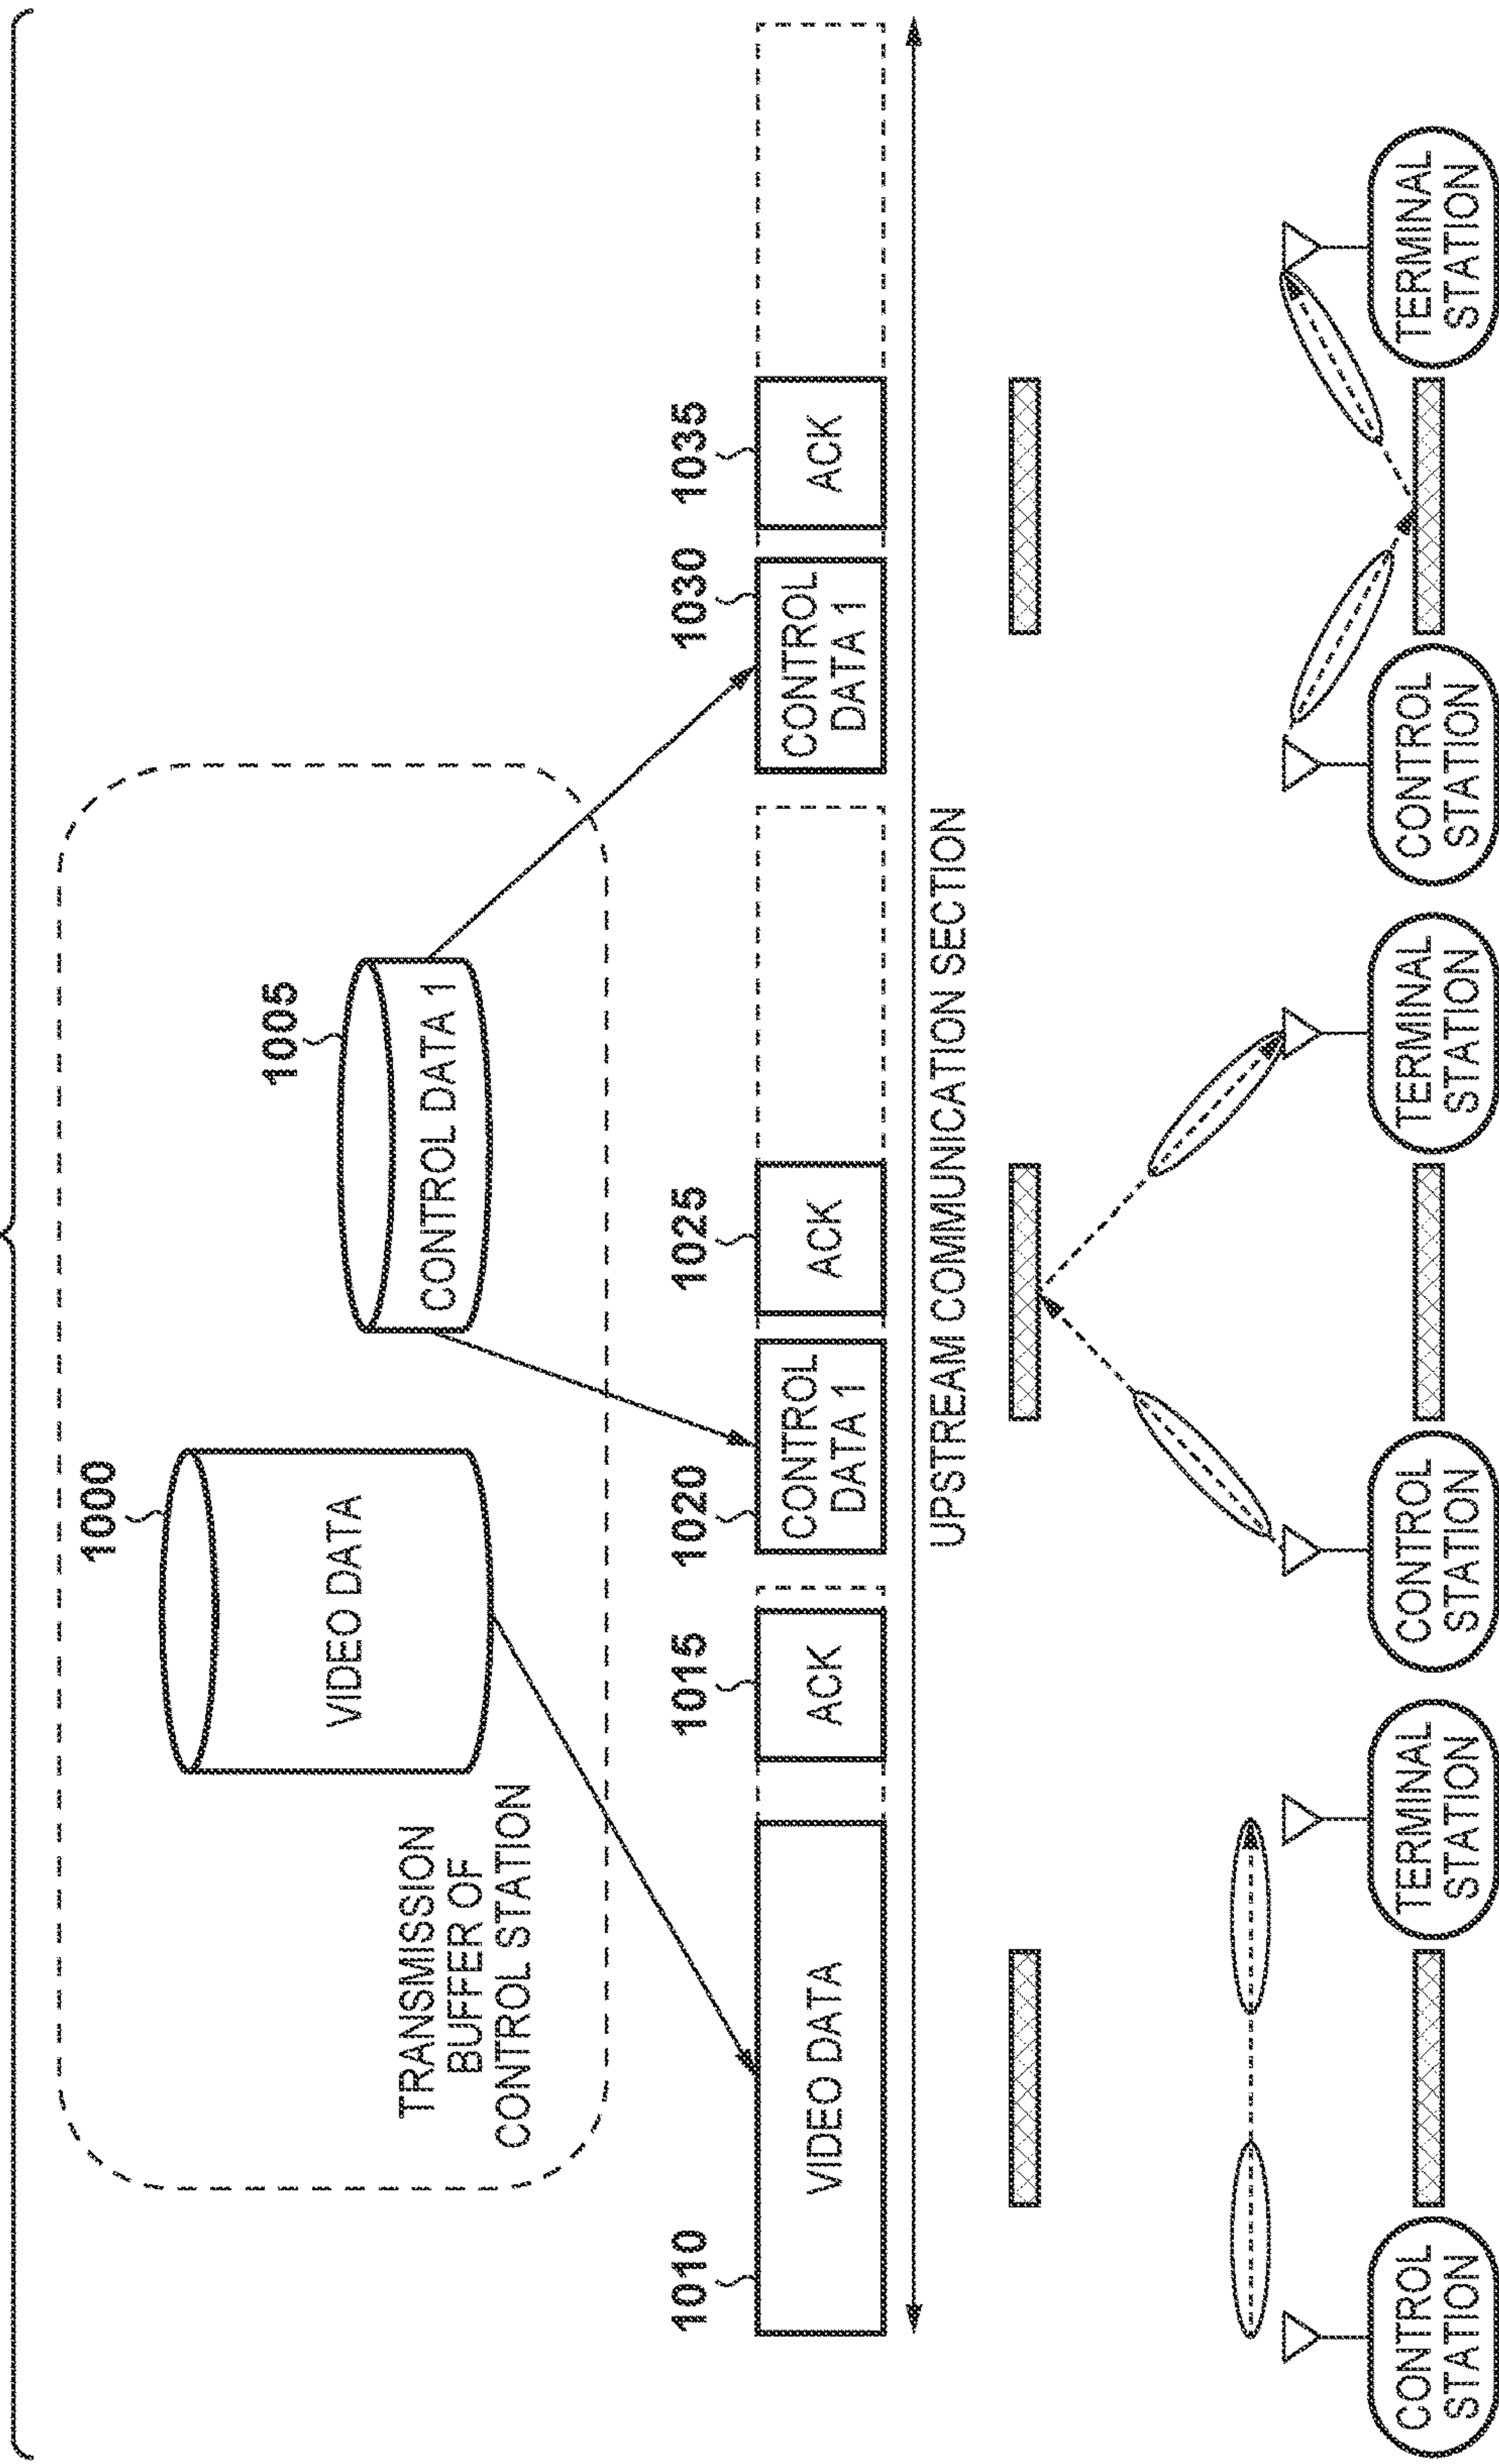 1000
VIDEO DATA
1005
CONTROL DATA 1
TRANSMISSION
BUFFER OF
CONTROL STATION
1010
VIDEO DATA
1015
ACK
1020
CONTROL
DATA 1
1025
ACK
1030
CONTROL
DATA 1
1035
ACK
UPSTREAM COMMUNICATION SECTION
CONTROL
STATION
TERMINAL
STATION
CONTROL
STATION
TERMINAL
STATION
CONTROL
STATION
TERMINAL
STATION